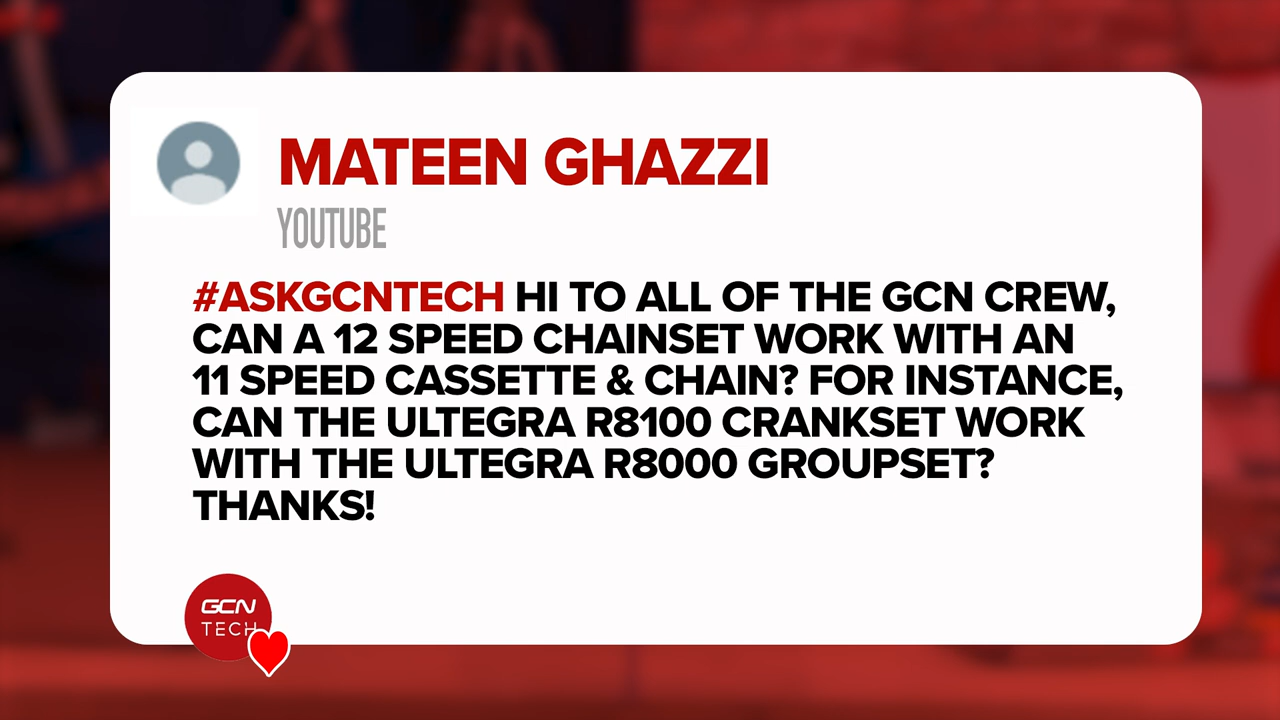 MATEEN GHAZZI
YOUTUBE
#ASKGCNTECH HI TO ALL OF THE GCN CREW,
CAN A 12 SPEED CHAINSET WORK WITH AN
11 SPEED CASSETTE & CHAIN? FOR INSTANCE,
CAN THE ULTEGRA R8100 CRANKSET WORK
WITH THE ULTEGRA R8000 GROUPSET?
THANKS!
GCN
TECH